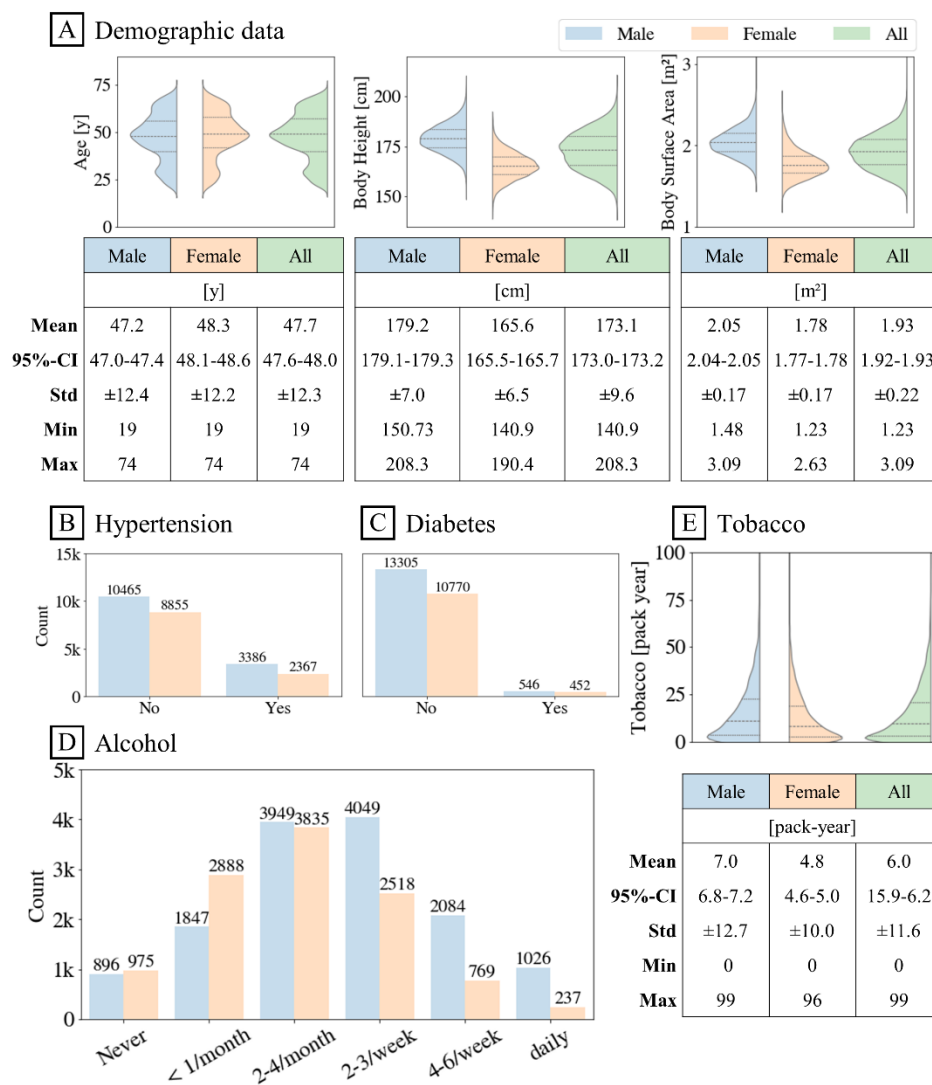 A Demographic data
Male Female All
Age [y]
75
50
25
0
Body Height [cm]
200
175
150
Body Surface Area [m²]
3
2
1
Male Female All
[y]
Male Female All
[cm]
Male Female All
[m²]
Mean 47.2 48.3 47.7 179.2 165.6 173.1 2.05 1.78 1.93
95%-CI 47.0-47.4 48.1-48.6 47.6-48.0 179.1-179.3 165.5-165.7 173.0-173.2 2.04-2.05 1.77-1.78 1.92-1.93
Std ±12.4 ±12.2 ±12.3 ±7.0 ±6.5 ±9.6 ±0.17 ±0.17 ±0.22
Min 19 19 19 150.73 140.9 140.9 1.48 1.23 1.23
Max 74 74 74 208.3 190.4 208.3 3.09 2.63 3.09
B Hypertension
Count
15k
10k
5k
0
10465
8855
3386
2367
No Yes
C Diabetes
13305
10770
546
452
No Yes
E Tobacco
Tobacco [pack year]
100
75
50
25
0
D Alcohol
Count
5k
4k
3k
2k
1k
0
896 975
1847 2888
3949 3835
4049 2518
2084 769
1026 237
Never
< 1/month
2-4/month
2-3/week
4-6/week
daily
Male Female All
[pack-year]
Mean 7.0 4.8 6.0
95%-CI 6.8-7.2 4.6-5.0 15.9-6.2
Std ±12.7 ±10.0 ±11.6
Min 0 0 0
Max 99 96 99